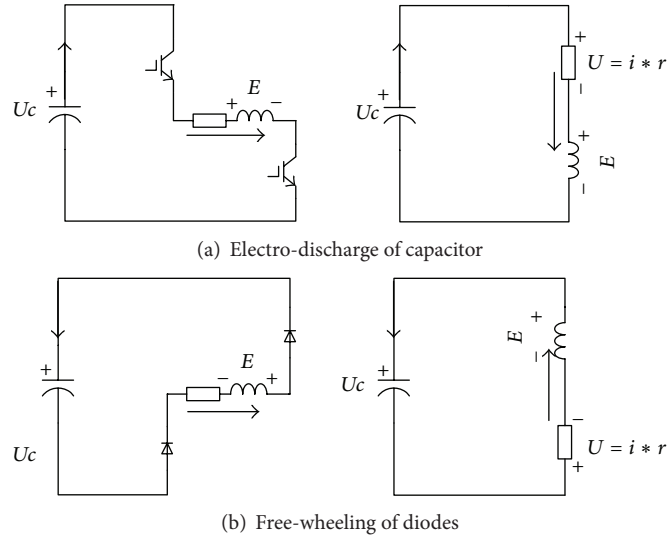 +
Uc
+ E −
+
Uc
+
U = i ∗ r
−
+
E
−
(a) Electro-discharge of capacitor
+
Uc
− E +
+
Uc
+
E
−
−
U = i ∗ r
+
(b) Free-wheeling of diodes